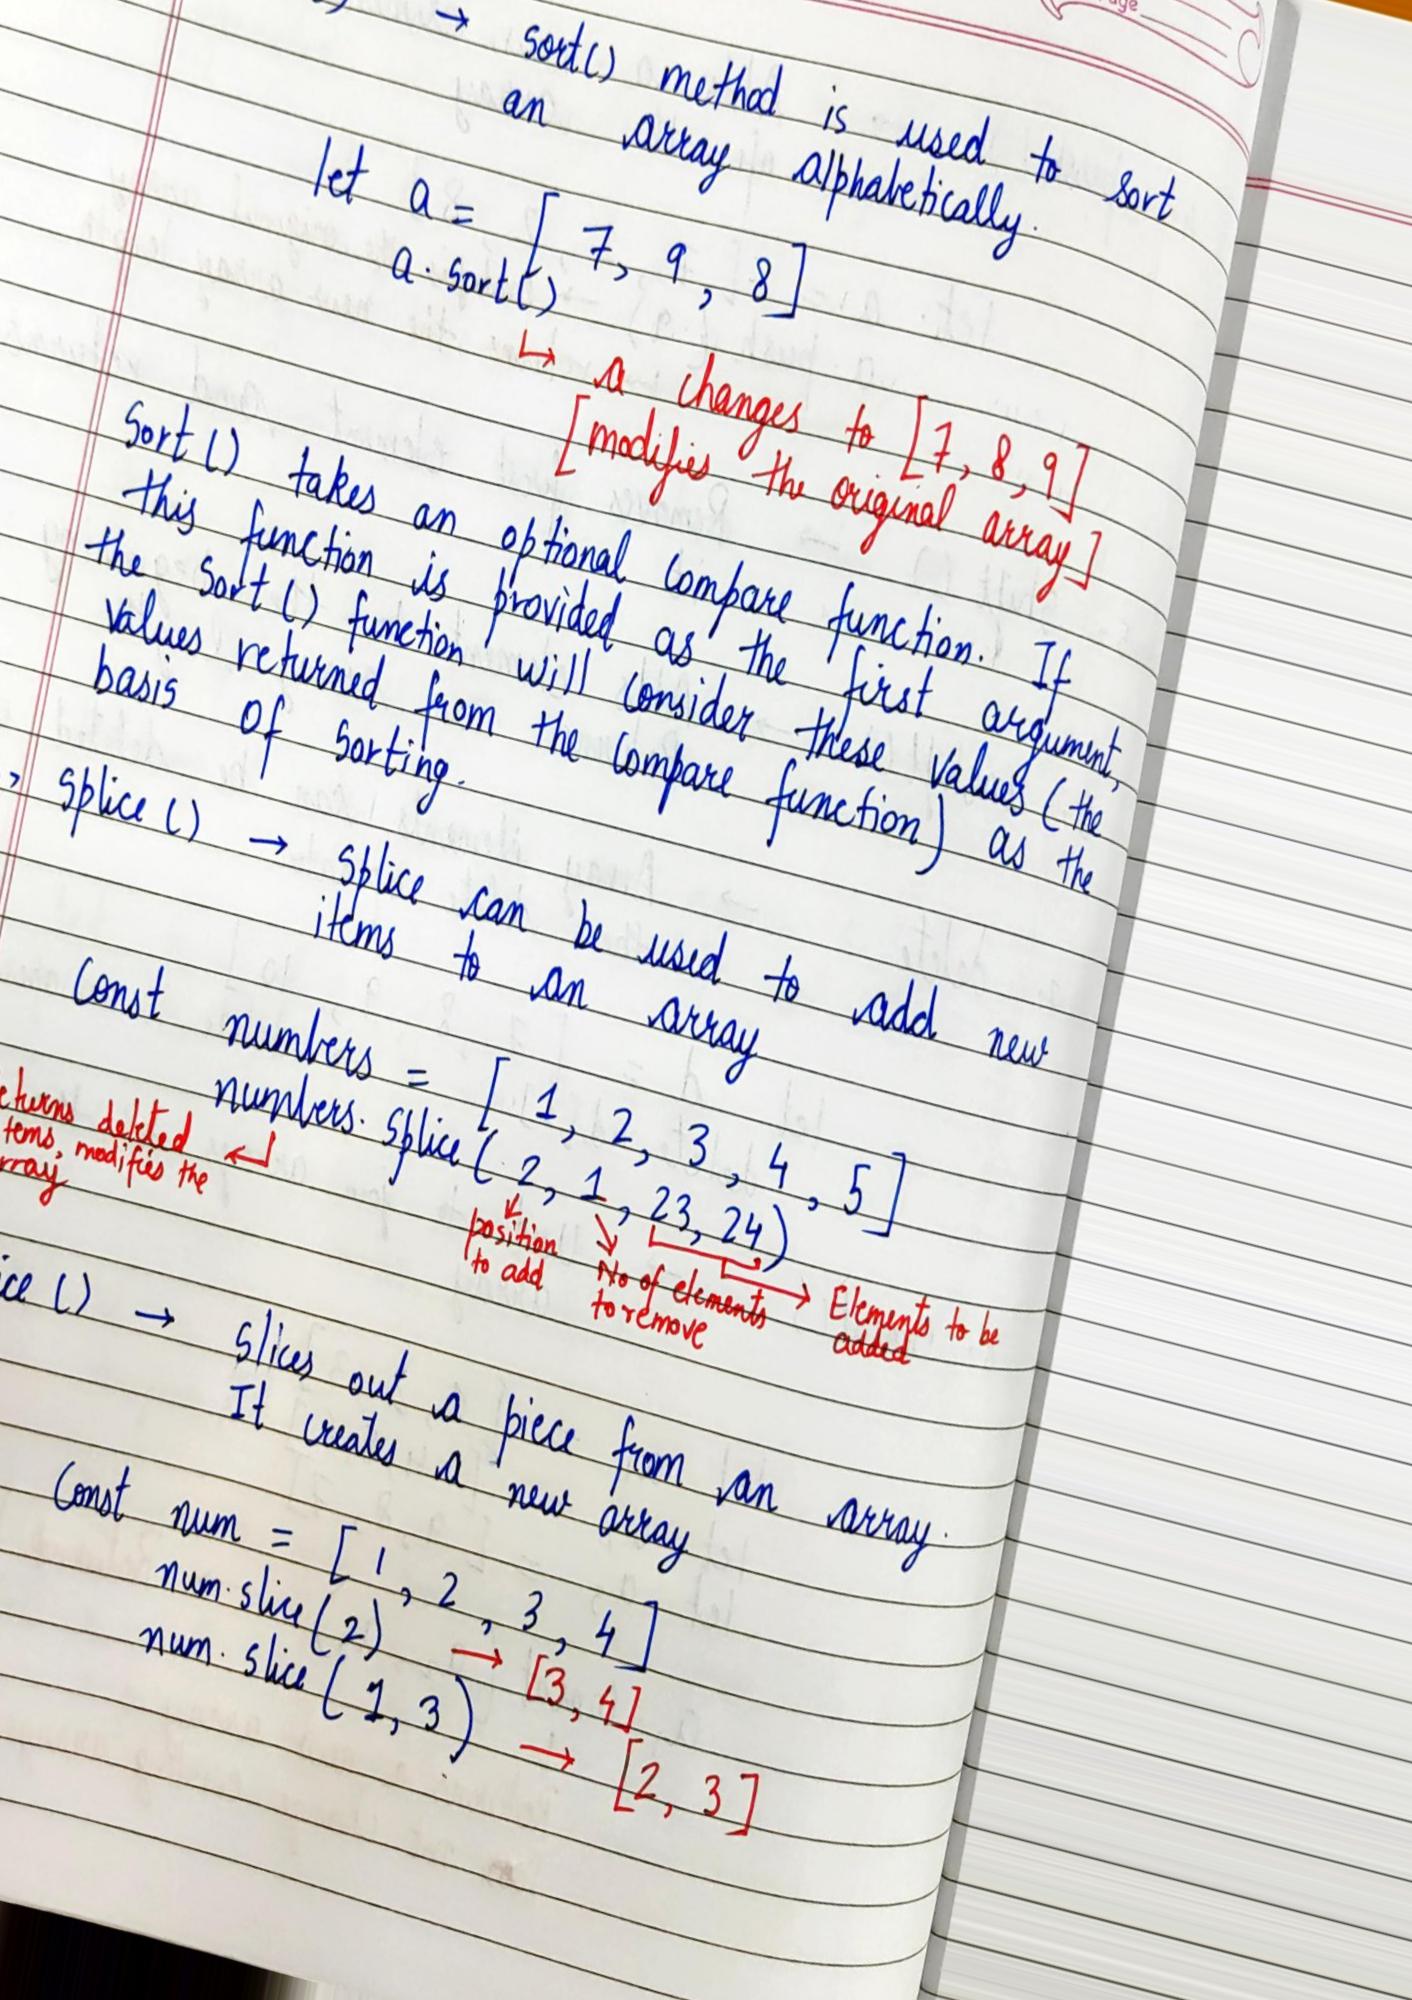 → sort() method is used to sort
an array alphabetically.
let a = [7, 9, 8]
a.sort()
↳ a changes to [7, 8, 9]
[modifies the original array]
Sort() takes an optional compare function. If
this function is provided as the first argument,
the sort() function will consider these values (the
values returned from the compare function) as the
basis of sorting.
Splice() → Splice can be used to add new
items to an array
Const numbers = [1, 2, 3, 4, 5]
numbers.splice(2, 1, 23, 24)
eturns deleted
tems, modifies the
rray
position
to add
No of elements
to remove
Elements to be
added
ice() → Slices out a piece from an array.
It creates a new array
Const num = [1, 2, 3, 4]
num.slice(2) → [3, 4]
num.slice(1, 3) → [2, 3]